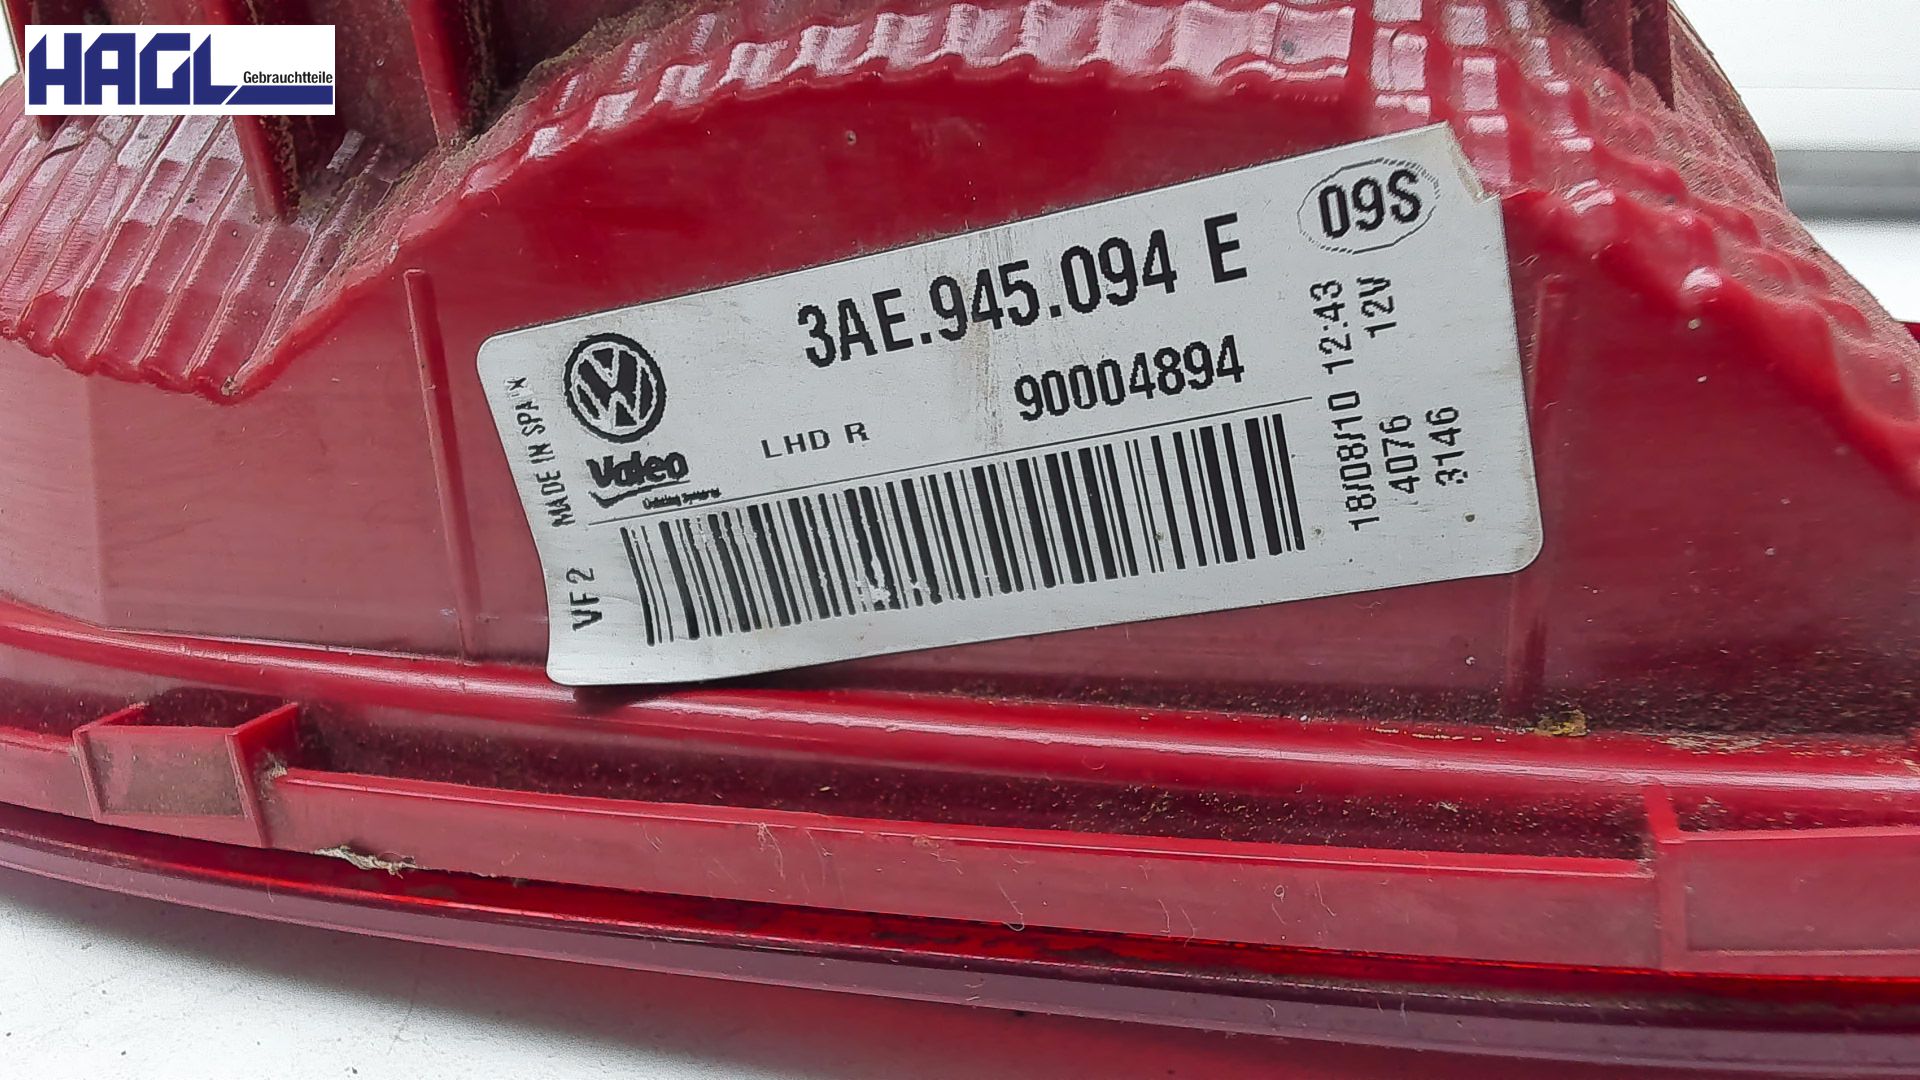 HAGL
Gebrauchtteile
09S
3AE.945.094 E
90004894
LHD R
Valeo
MADE IN SPAIN
VF2
18/08/10 12:43
4076 12V
3146